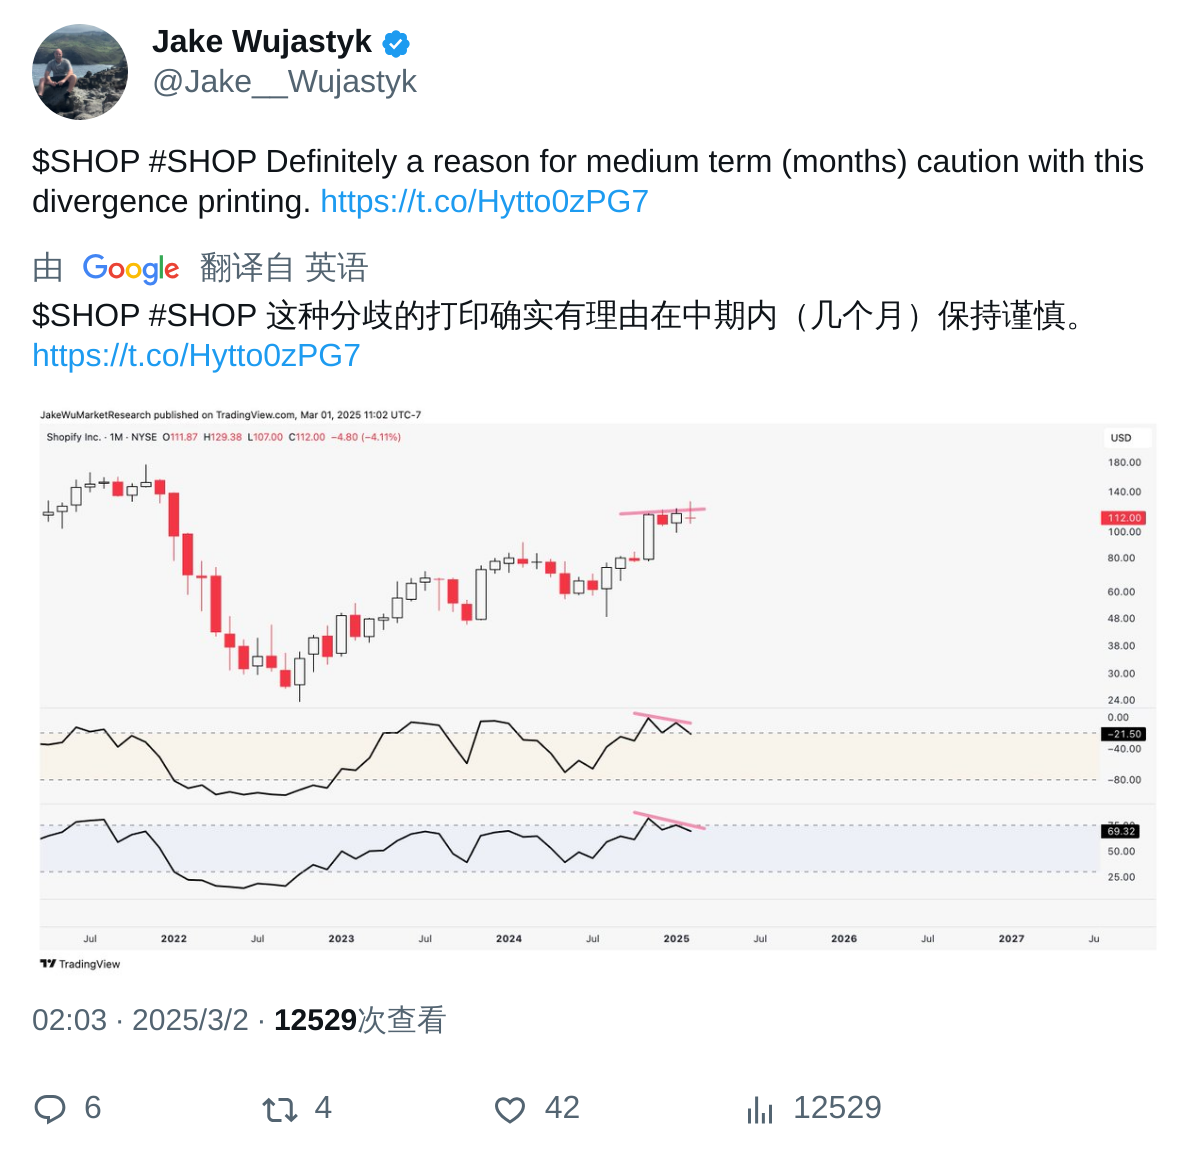 Jake Wujastyk
@Jake__Wujastyk
$SHOP #SHOP Definitely a reason for medium term (months) caution with this
divergence printing. https://t.co/Hytto0zPG7
由 Google 翻译自 英语
$SHOP #SHOP 这种分歧的打印确实有理由在中期内（几个月）保持谨慎。
https://t.co/Hytto0zPG7
JakeWuMarketResearch published on TradingView.com, Mar 01, 2025 11:02 UTC-7
Shopify Inc. · 1M · NYSE O111.87 H129.38 L107.00 C112.00 −4.80 (−4.11%)
USD
180.00
140.00
112.00
100.00
80.00
60.00
48.00
38.00
30.00
24.00
0.00
−21.50
−40.00
−80.00
69.32
50.00
25.00
Jul 2022 Jul 2023 Jul 2024 Jul 2025 Jul 2026 Jul 2027 Ju
TradingView
02:03 · 2025/3/2 · 12529次查看
6 4 42 12529